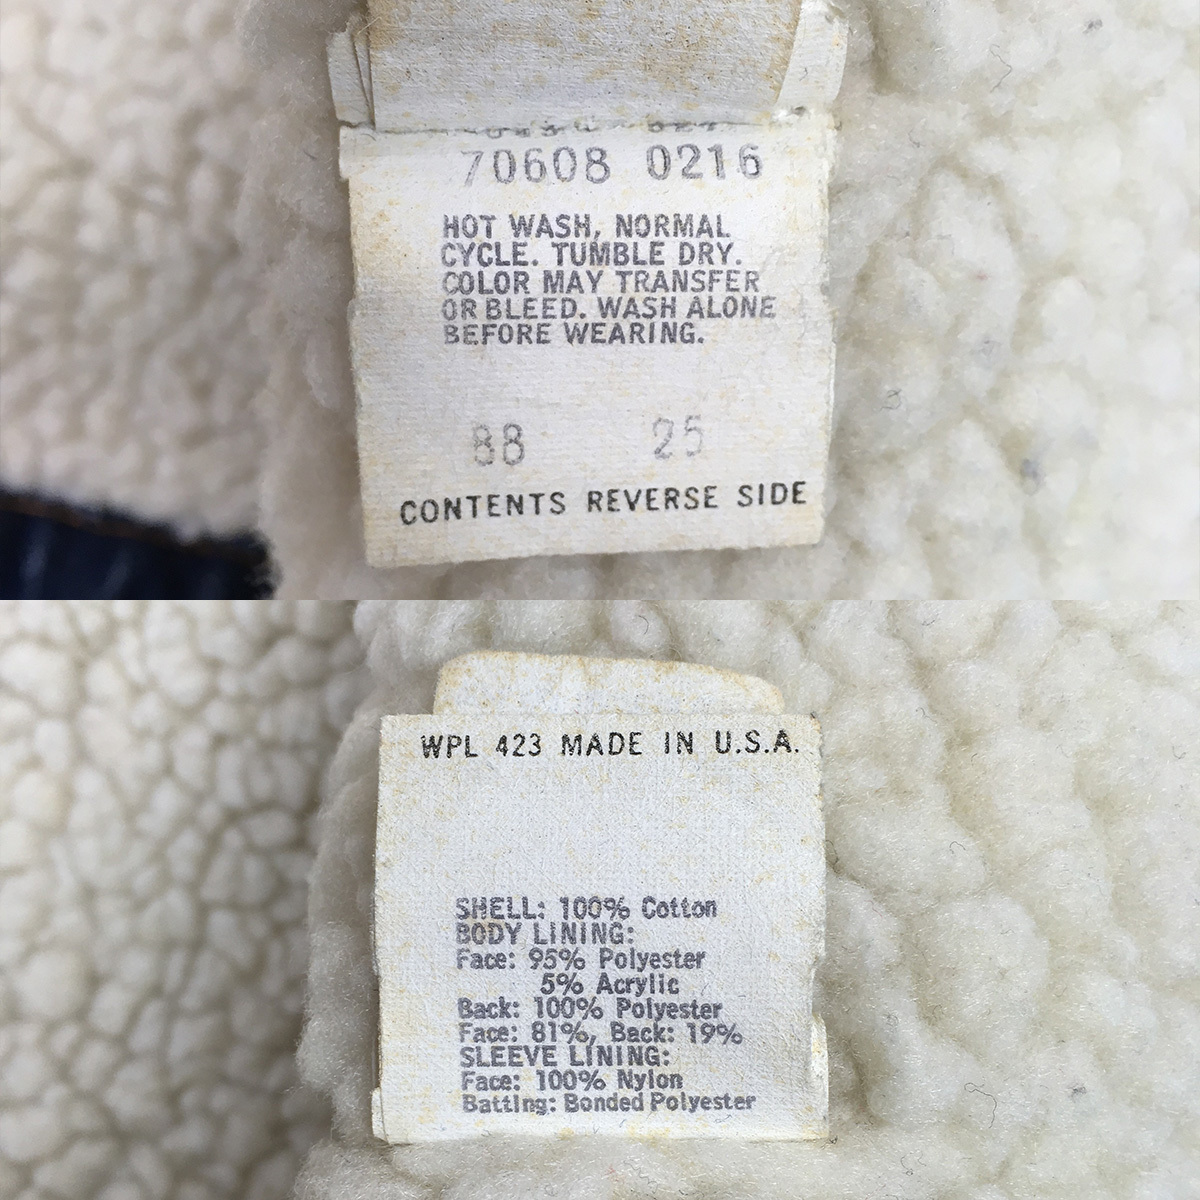 70608 0216
HOT WASH, NORMAL
CYCLE. TUMBLE DRY.
COLOR MAY TRANSFER
OR BLEED. WASH ALONE
BEFORE WEARING.
88 25
CONTENTS REVERSE SIDE
WPL 423 MADE IN U.S.A.
SHELL: 100% Cotton
BODY LINING:
Face: 95% Polyester
5% Acrylic
Back: 100% Polyester
Face: 81%, Back: 19%
SLEEVE LINING:
Face: 100% Nylon
Batting: Bonded Polyester